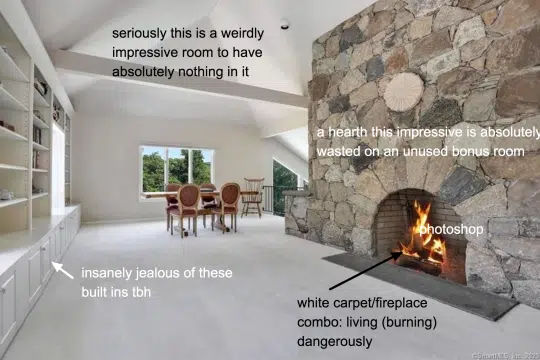 seriously this is a weirdly
impressive room to have
absolutely nothing in it
a hearth this impressive is absolutely
wasted on an unused bonus room
photoshop
insanely jealous of these
built ins tbh
white carpet/fireplace
combo: living (burning)
dangerously